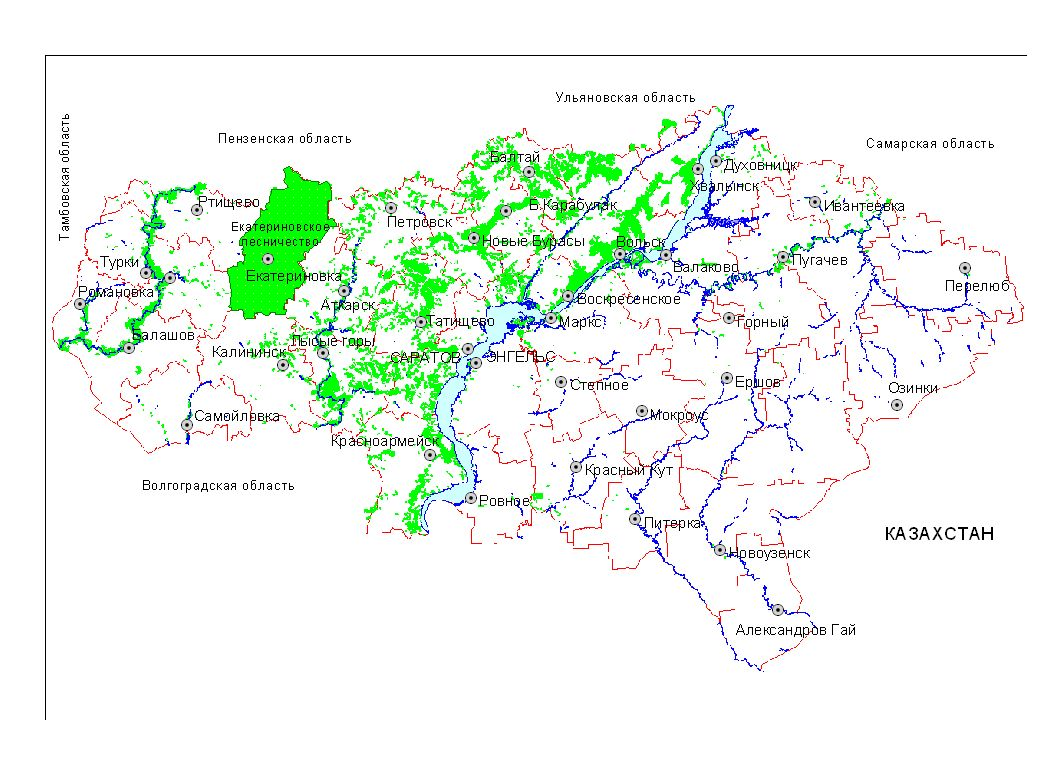 Ульяновская область
Пензенская область
Самарская область
Тамбовская область
Балтай
Духовницк
Хвалынск
Ртищево
Б.Карабулак
Ивантеевка
Петровск
Екатериновское
лесничество
Новые Бурасы
Вольск
Турки
Екатериновка
Балаково
Пугачев
Романовка
Аткарск
Воскресенское
Перелюб
Татищево
Маркс
Горный
Балашов
Лысые горы
Калининск
САРАТОВ
ЭНГЕЛЬС
Степное
Ершов
Озинки
Самойловка
Мокроус
Красноармейск
Красный Кут
Волгоградская область
Ровное
Питерка
КАЗАХСТАН
Новоузенск
Александров Гай